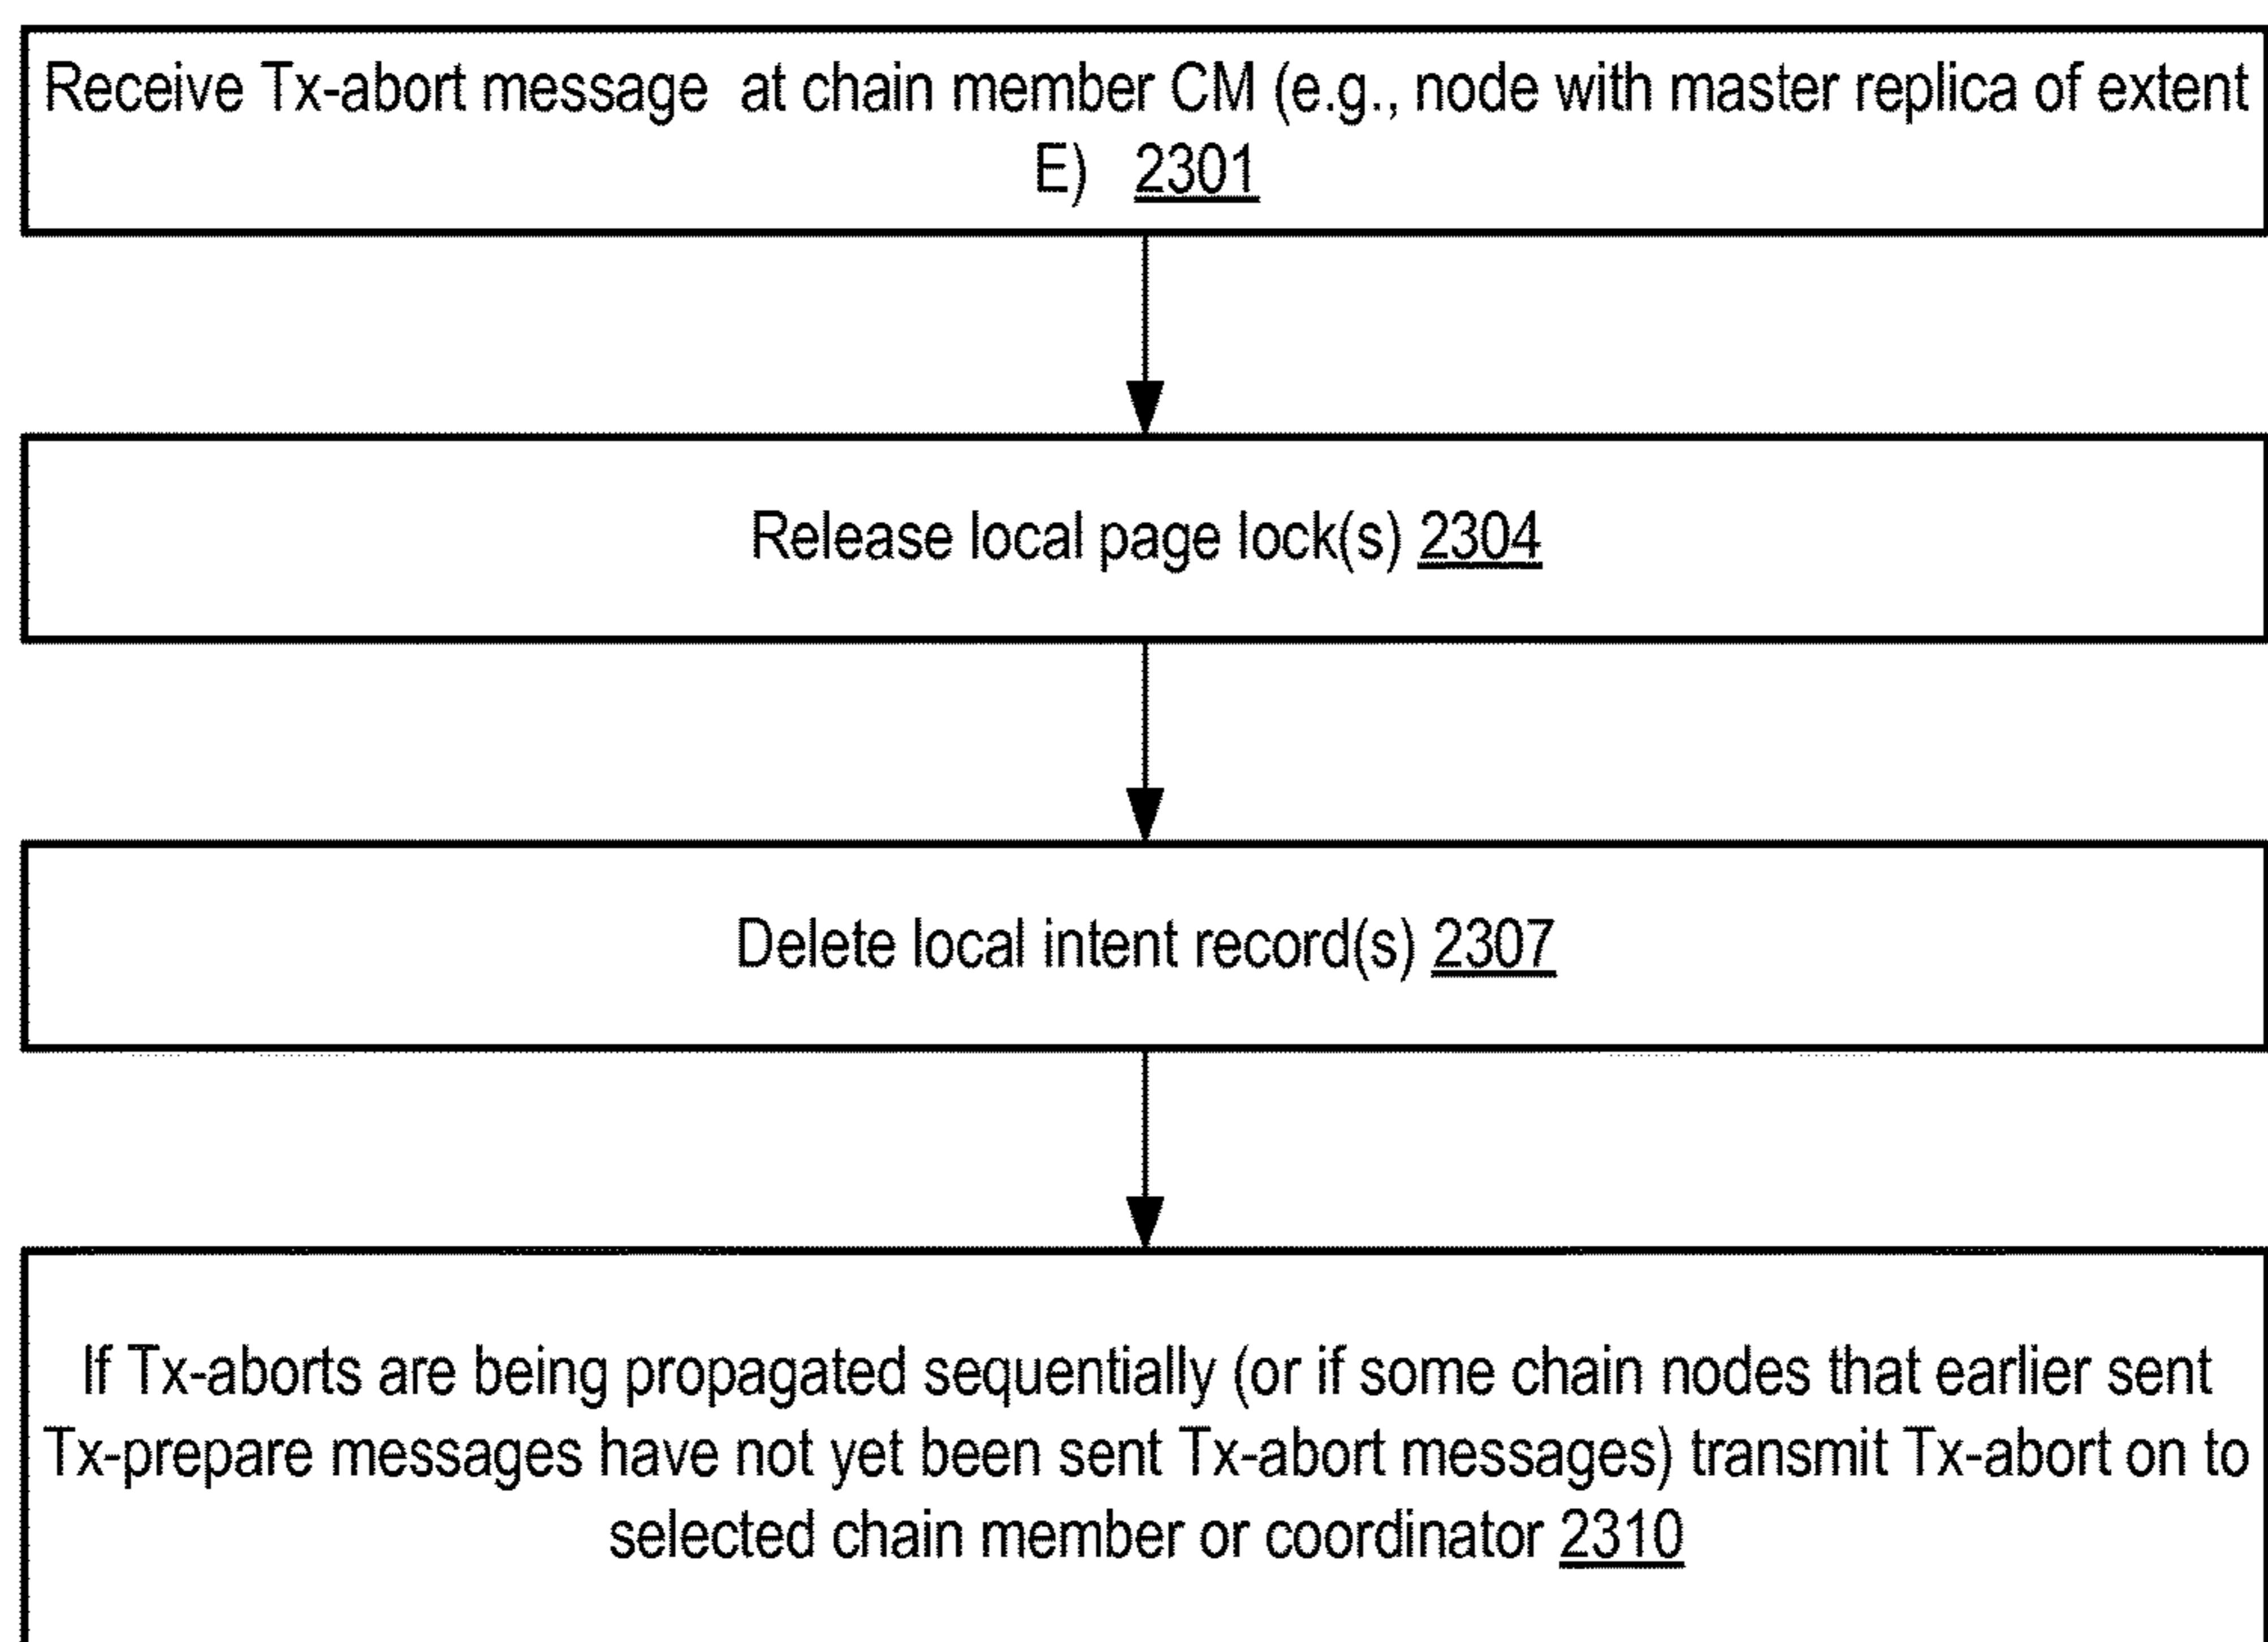 Receive Tx-abort message at chain member CM (e.g., node with master replica of extent
E) 2301
Release local page lock(s) 2304
Delete local intent record(s) 2307
If Tx-aborts are being propagated sequentially (or if some chain nodes that earlier sent
Tx-prepare messages have not yet been sent Tx-abort messages) transmit Tx-abort on to
selected chain member or coordinator 2310